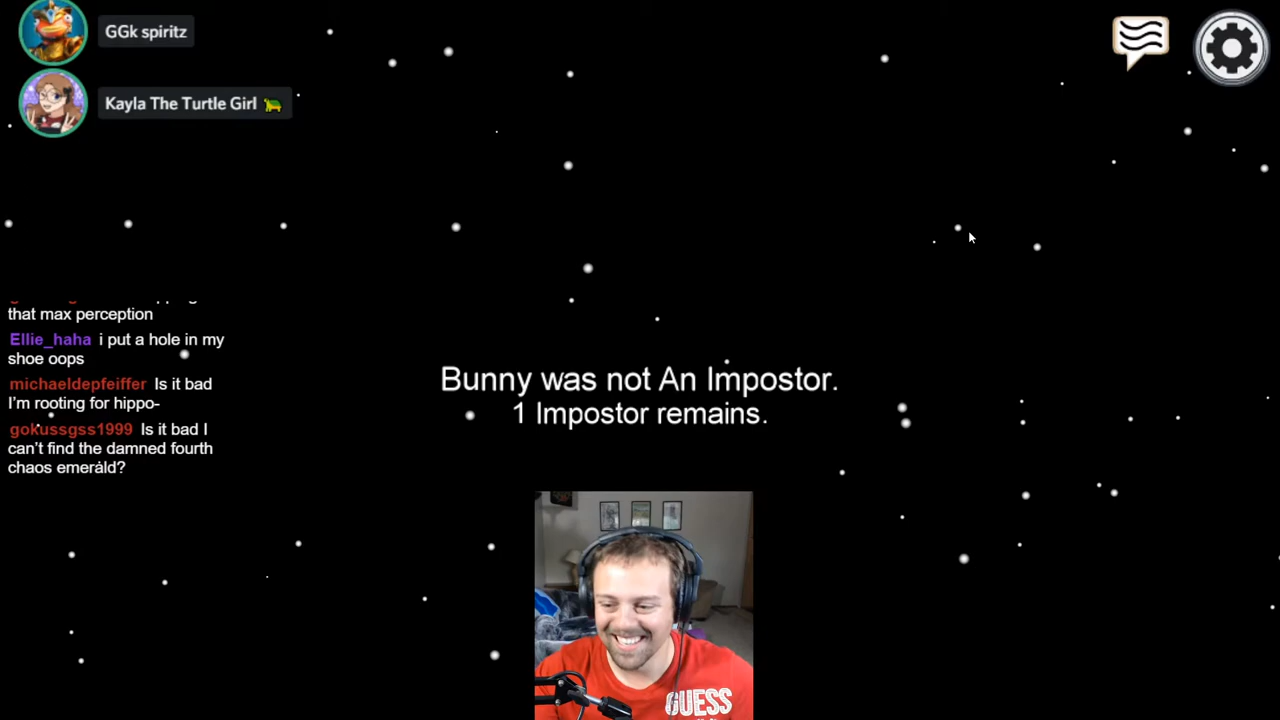 GGk spiritz
Kayla The Turtle Girl 🐢
that max perception
Ellie_haha i put a hole in my
shoe oops
michaeldepfeiffer Is it bad
I'm rooting for hippo-
gokussgss1999 Is it bad I
can't find the damned fourth
chaos emerald?
Bunny was not An Impostor.
1 Impostor remains.
GUESS